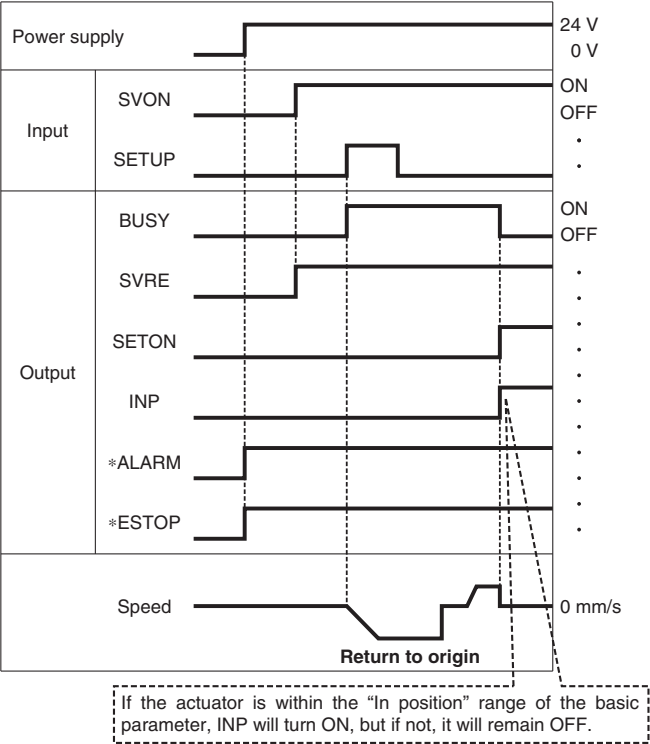 Power supply
24 V
0 V
Input
SVON
ON
OFF
SETUP
Output
BUSY
ON
OFF
SVRE
SETON
INP
*ALARM
*ESTOP
Speed
0 mm/s
Return to origin
If the actuator is within the “In position” range of the basic
parameter, INP will turn ON, but if not, it will remain OFF.